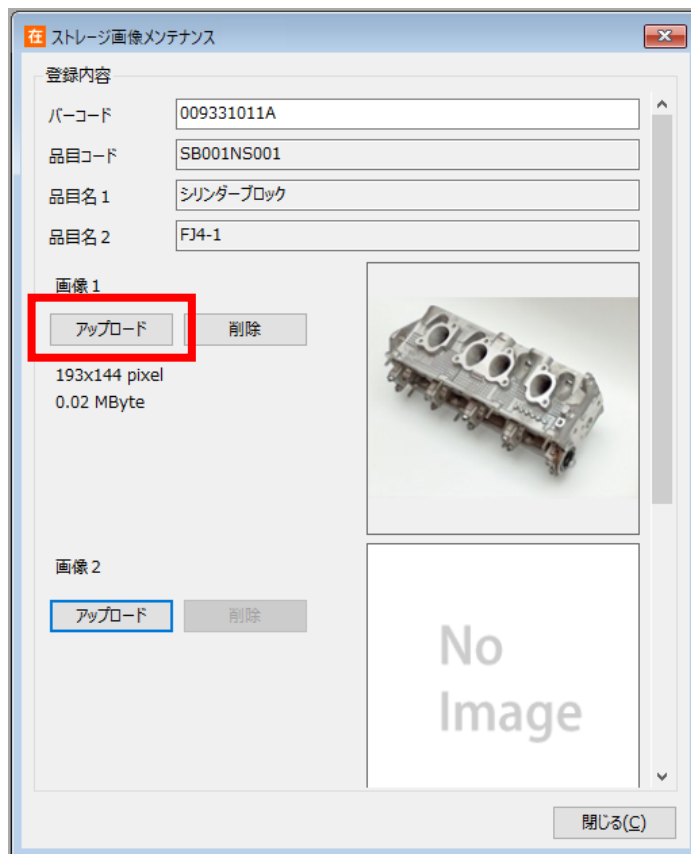 在 ストレージ画像メンテナンス
登録内容
バーコード 009331011A
品目コード SB001NS001
品目名1 シリンダーブロック
品目名2 FJ4-1
画像1
アップロード 削除
193x144 pixel
0.02 MByte
画像2
アップロード 削除
No
Image
閉じる(C)